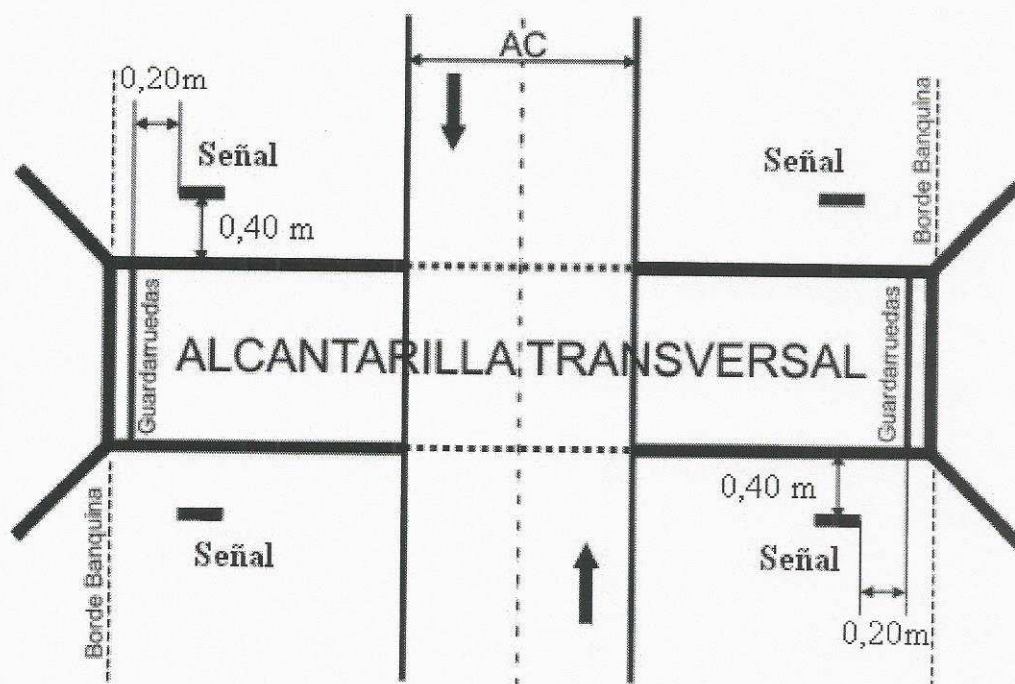 AC
0,20m
Señal
Señal
0,40 m
Borde Banquina
Guardarruedas
ALCANTARILLA TRANSVERSAL
Guardarruedas
0,40 m
Señal
Señal
Borde Banquina
0,20m